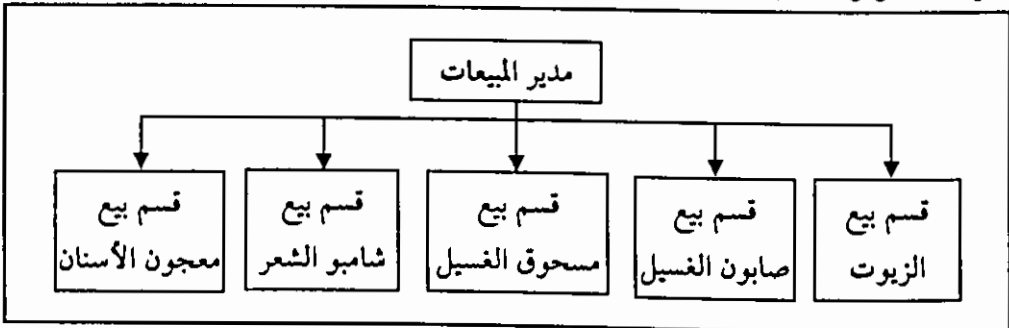 مدير المبيعات
قسم بيع
الزيوت
قسم بيع
صابون الغسيل
قسم بيع
مسحوق الغسيل
قسم بيع
شامبو الشعر
قسم بيع
معجون الأسنان